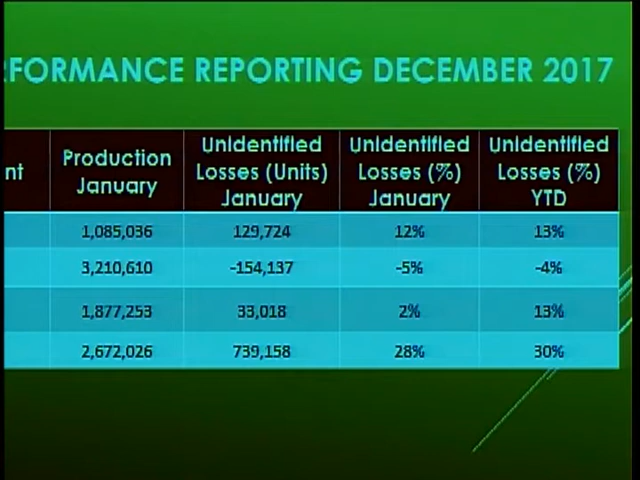 RFORMANCE REPORTING DECEMBER 2017
nt
Production
January
Unidentified
Losses (Units)
January
Unidentified
Losses (%)
January
Unidentified
Losses (%)
YTD
1,085,036 129,724 12% 13%
3,210,610 -154,137 -5% -4%
1,877,253 33,018 2% 13%
2,672,026 739,158 28% 30%